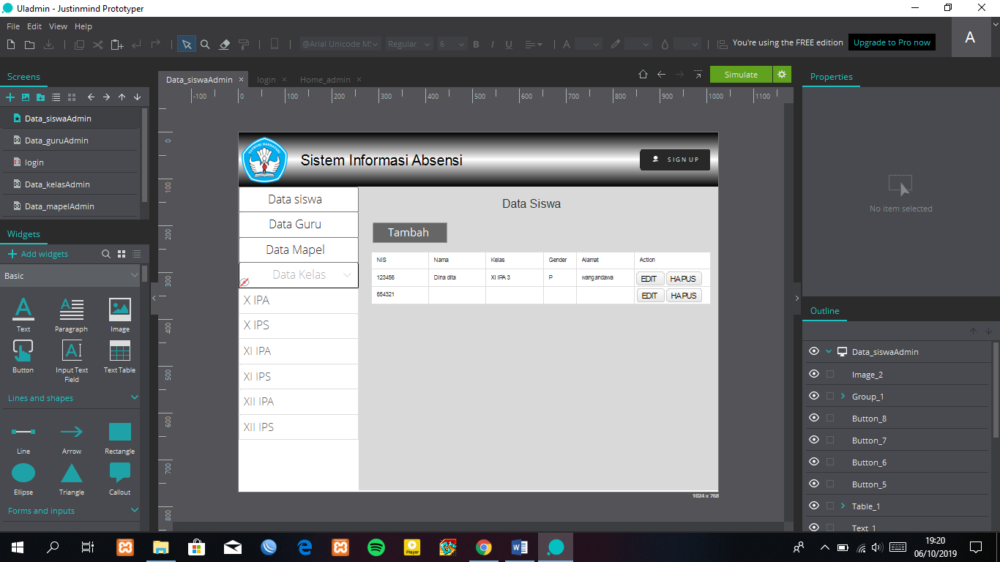 UIadmin - Justinmind Prototyper
File Edit View Help
@Arial Unicode MS Regular 6 B I U A
You're using the FREE edition Upgrade to Pro now A
Screens
Data_siswaAdmin × login × Home_admin ×
Simulate
Properties
-100 0 100 200 300 400 500 600 700 800 900 1000 1100
Data_siswaAdmin
Data_guruAdmin
login
Data_kelasAdmin
Data_mapelAdmin
Widgets
Add widgets
Basic
Text Paragraph Image
Button Input Text Field Text Table
Lines and shapes
Line Arrow Rectangle
Ellipse Triangle Callout
Forms and inputs
0
100
200
300
400
500
600
700
800
Sistem Informasi Absensi
SIGN UP
Data siswa
Data Guru
Data Mapel
Data Kelas
X IPA
X IPS
XI IPA
XI IPS
XII IPA
XII IPS
Data Siswa
Tambah
NIS Nama Kelas Gender Alamat Action
123456 Dina dita XI IPA 3 P wangandawa EDIT HAPUS
654321 EDIT HAPUS
1024 x 768
No item selected
Outline
Data_siswaAdmin
Image_2
Group_1
Button_8
Button_7
Button_6
Button_5
Table_1
Text_1
Player
19:20
06/10/2019